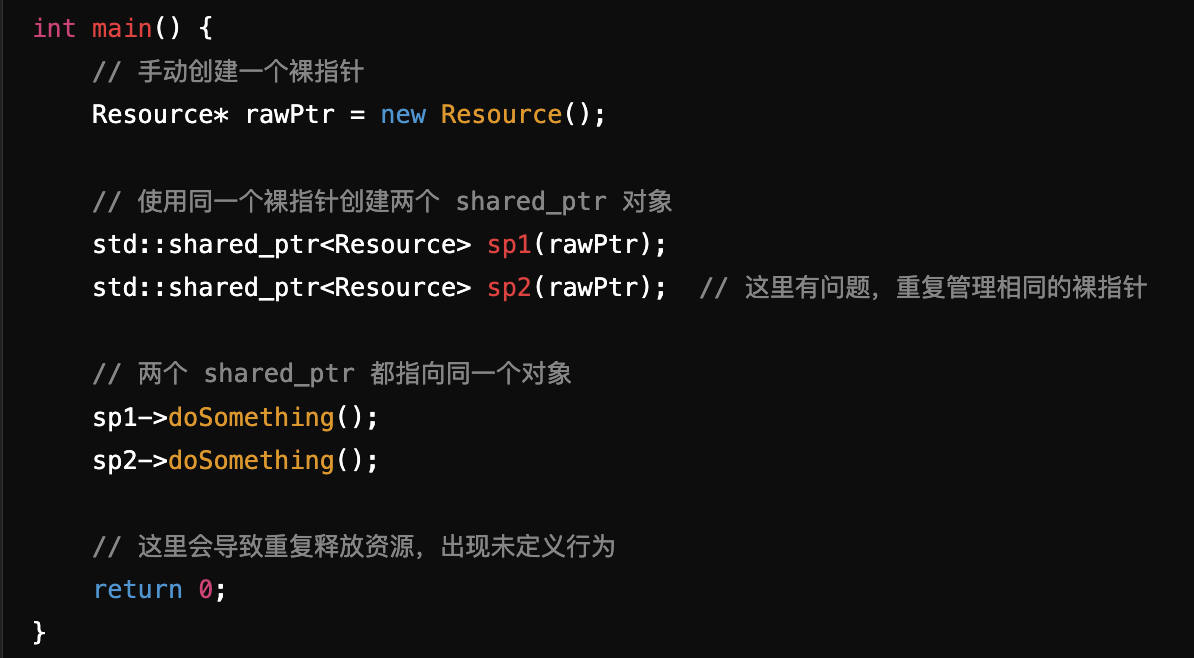 int main() {
    // 手动创建一个裸指针
    Resource* rawPtr = new Resource();
    // 使用同一个裸指针创建两个 shared_ptr 对象
    std::shared_ptr<Resource> sp1(rawPtr);
    std::shared_ptr<Resource> sp2(rawPtr);  // 这里有问题，重复管理相同的裸指针
    // 两个 shared_ptr 都指向同一个对象
    sp1->doSomething();
    sp2->doSomething();
    // 这里会导致重复释放资源，出现未定义行为
    return 0;
}